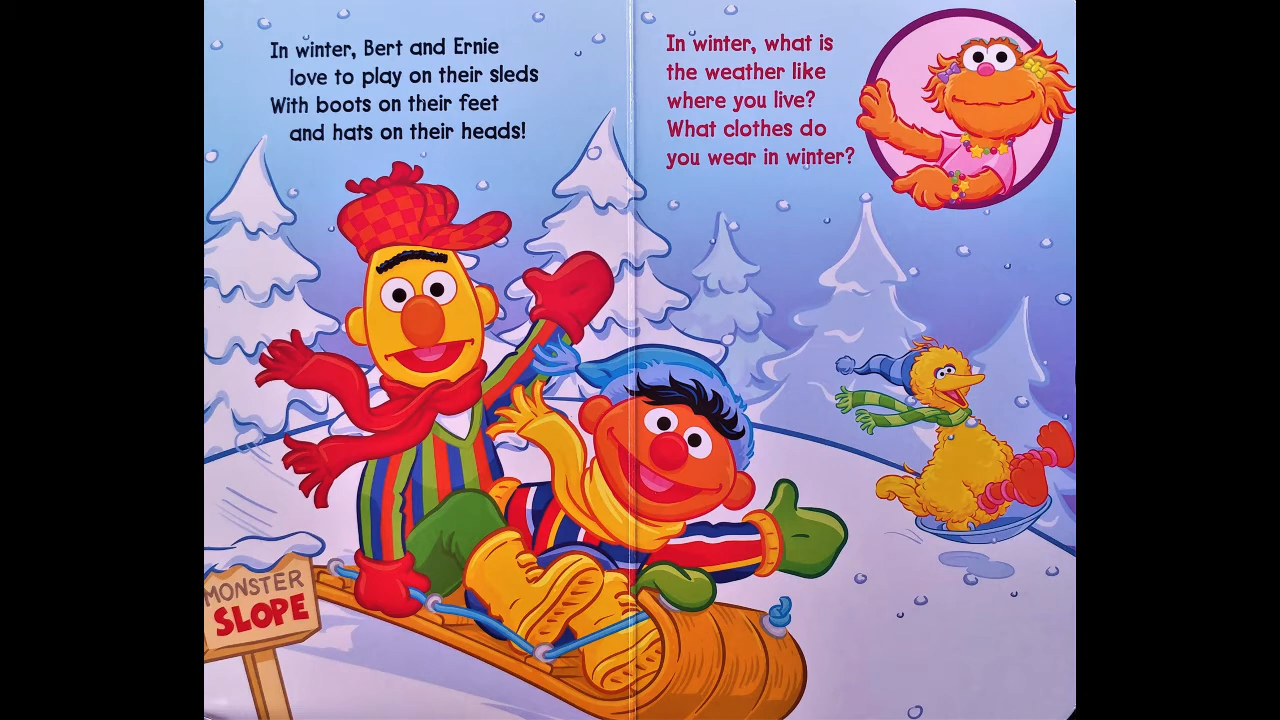 In winter, Bert and Ernie
love to play on their sleds
With boots on their feet
and hats on their heads!
In winter, what is
the weather like
where you live?
What clothes do
you wear in winter?
MONSTER
SLOPE